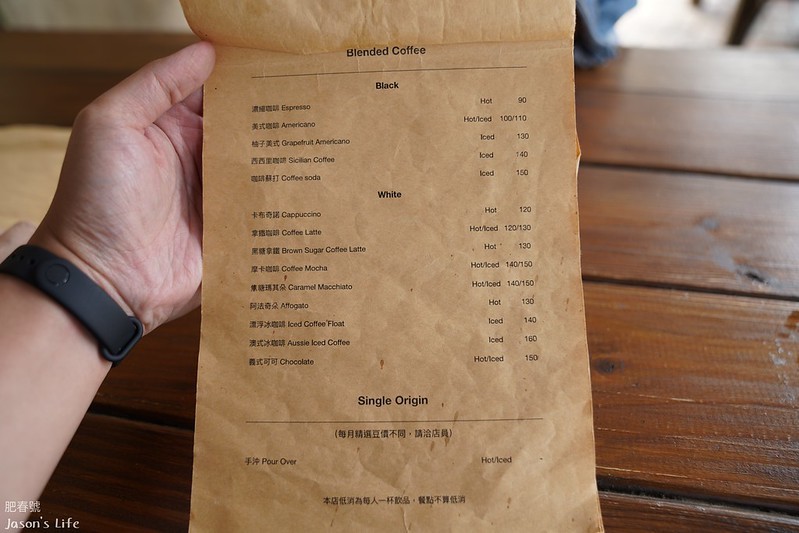 Blended Coffee
Black
濃縮咖啡 Espresso Hot 90
美式咖啡 Americano Hot/Iced 100/110
柚子美式 Grapefruit Americano Iced 130
西西里咖啡 Sicilian Coffee Iced 140
咖啡蘇打 Coffee soda Iced 150
White
卡布奇諾 Cappuccino Hot 120
拿鐵咖啡 Coffee Latte Hot/Iced 120/130
黑糖拿鐵 Brown Sugar Coffee Latte Hot 130
摩卡咖啡 Coffee Mocha Hot/Iced 140/150
焦糖瑪其朵 Caramel Macchiato Hot/Iced 140/150
阿法奇朵 Affogato Hot 130
漂浮冰咖啡 Iced Coffee Float Iced 140
澳式冰咖啡 Aussie Iced Coffee Iced 160
義式可可 Chocolate Hot/Iced 150
Single Origin
(每月精選豆價不同，請洽店員)
手沖 Pour Over Hot/Iced
本店低消為每人一杯飲品，餐點不算低消
肥春號
Jason's Life